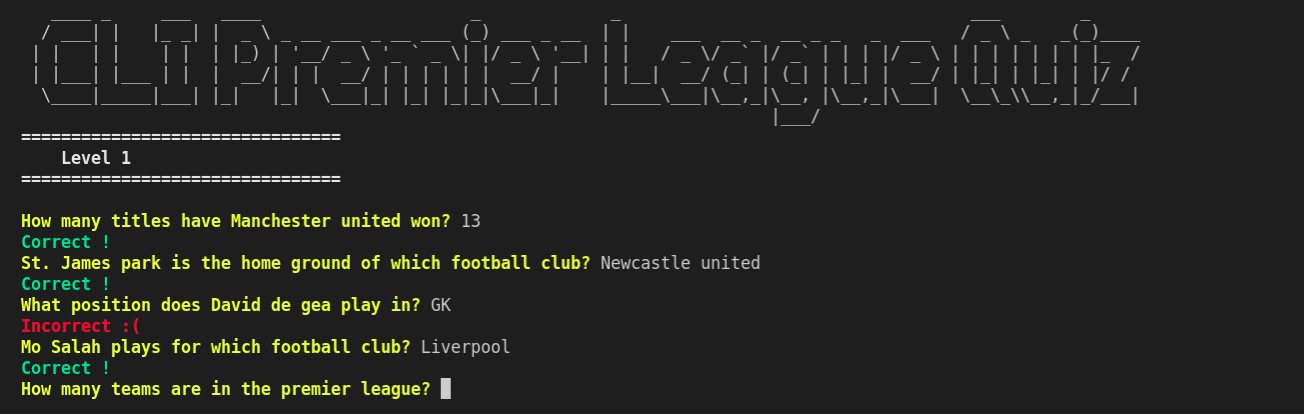 CLI Premier League Quiz
================================
Level 1
================================
How many titles have Manchester united won? 13
Correct !
St. James park is the home ground of which football club? Newcastle united
Correct !
What position does David de gea play in? GK
Incorrect :(
Mo Salah plays for which football club? Liverpool
Correct !
How many teams are in the premier league?